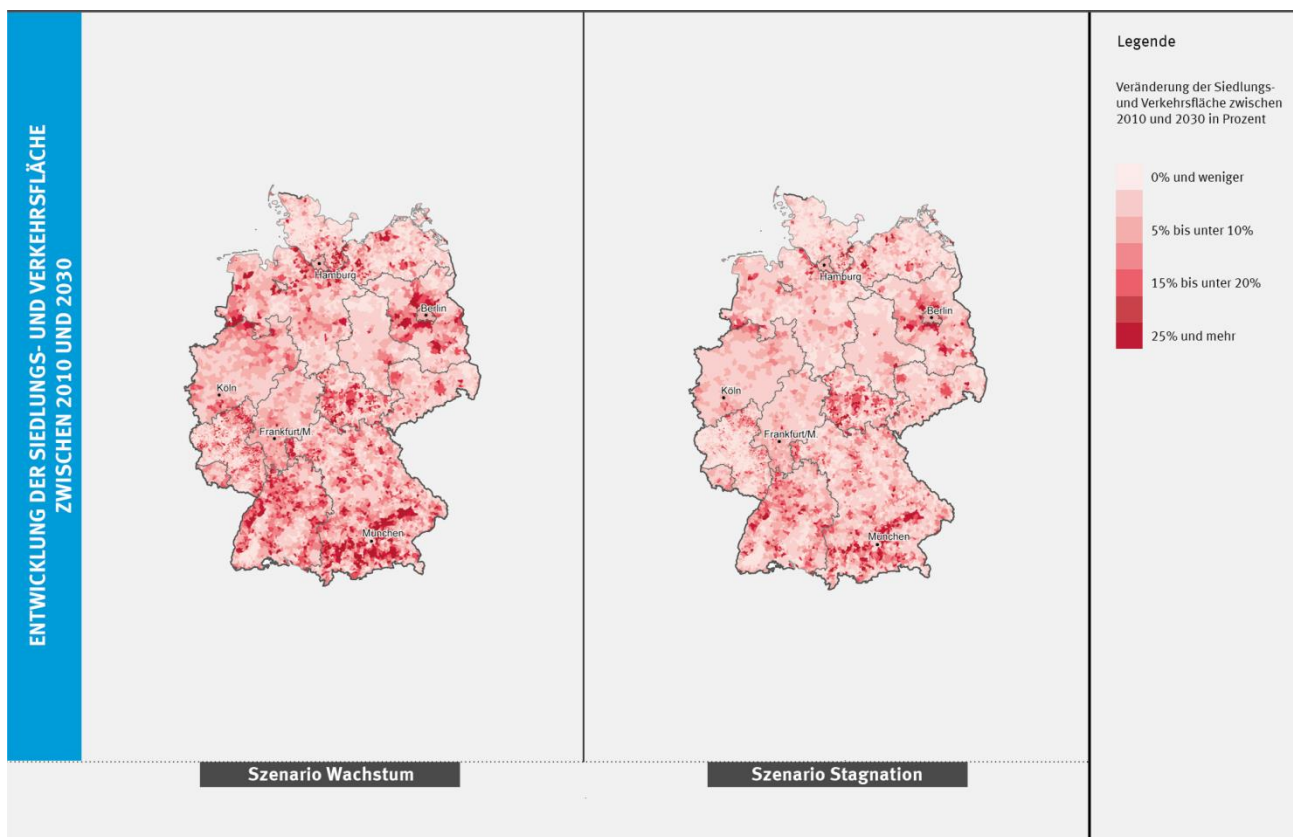 ENTWICKLUNG DER SIEDLUNGS- UND VERKEHRSFLÄCHE
ZWISCHEN 2010 UND 2030
Hamburg
Berlin
Köln
Frankfurt/M.
München
Szenario Wachstum
Hamburg
Berlin
Köln
Frankfurt/M.
München
Szenario Stagnation
Legende
Veränderung der Siedlungs-
und Verkehrsfläche zwischen
2010 und 2030 in Prozent
0% und weniger
5% bis unter 10%
15% bis unter 20%
25% und mehr